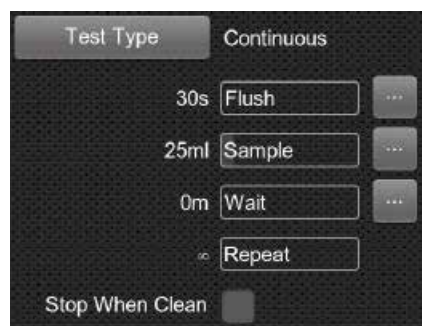 Test Type Continuous
30s Flush ...
25ml Sample ...
0m Wait ...
∞ Repeat
Stop When Clean